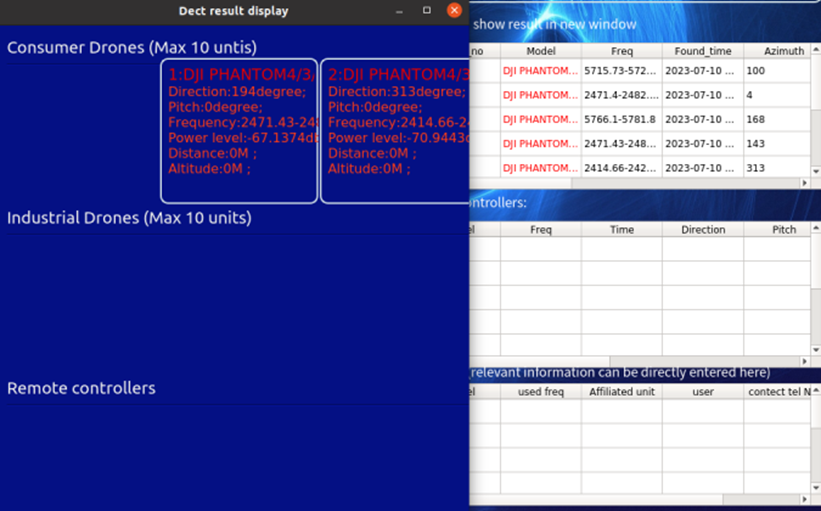 Dect result display
Consumer Drones (Max 10 untis)
1:DJI PHANTOM4/3/
Direction:194degree;
Pitch:0degree;
Frequency:2471.43-24
Power level:-67.1374d
Distance:0M ;
Altitude:0M ;
2:DJI PHANTOM4/3
Direction:313degree;
Pitch:0degree;
Frequency:2414.66-2
Power level:-70.9443
Distance:0M ;
Altitude:0M ;
Industrial Drones (Max 10 units)
Remote controllers
show result in new window
no Model Freq Found_time Azimuth
DJI PHANTOM... 5715.73-572... 2023-07-10 ... 100
DJI PHANTOM... 2471.4-2482.... 2023-07-10 ... 4
DJI PHANTOM... 5766.1-5781.8 2023-07-10 ... 168
DJI PHANTOM... 2471.43-248... 2023-07-10 ... 143
DJI PHANTOM... 2414.66-242... 2023-07-10 ... 313
ntrollers:
el Freq Time Direction Pitch
relevant information can be directly entered here)
el used freq Affiliated unit user contect tel N